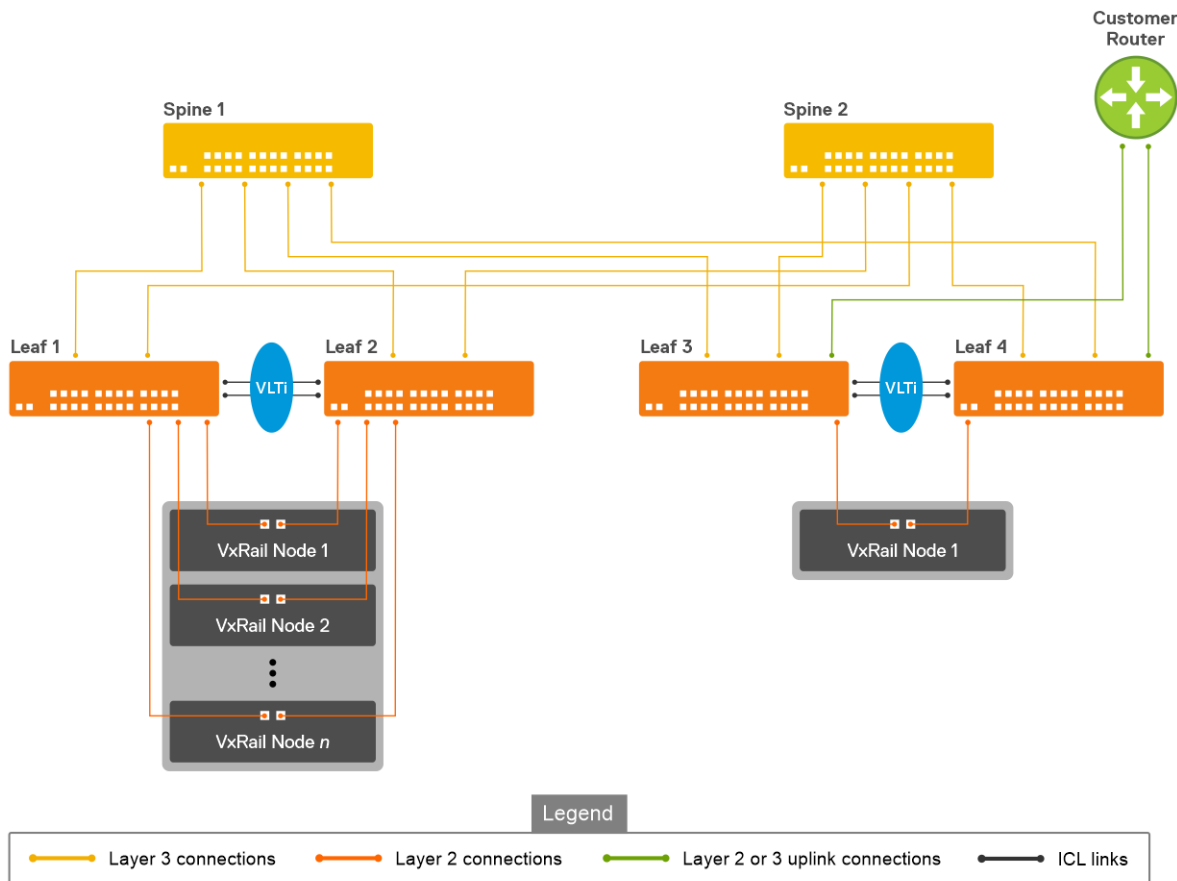 Customer
Router
Spine 1
Spine 2
Leaf 1
VLTi
Leaf 2
Leaf 3
VLTi
Leaf 4
VxRail Node 1
VxRail Node 2
VxRail Node n
VxRail Node 1
Legend
Layer 3 connections
Layer 2 connections
Layer 2 or 3 uplink connections
ICL links